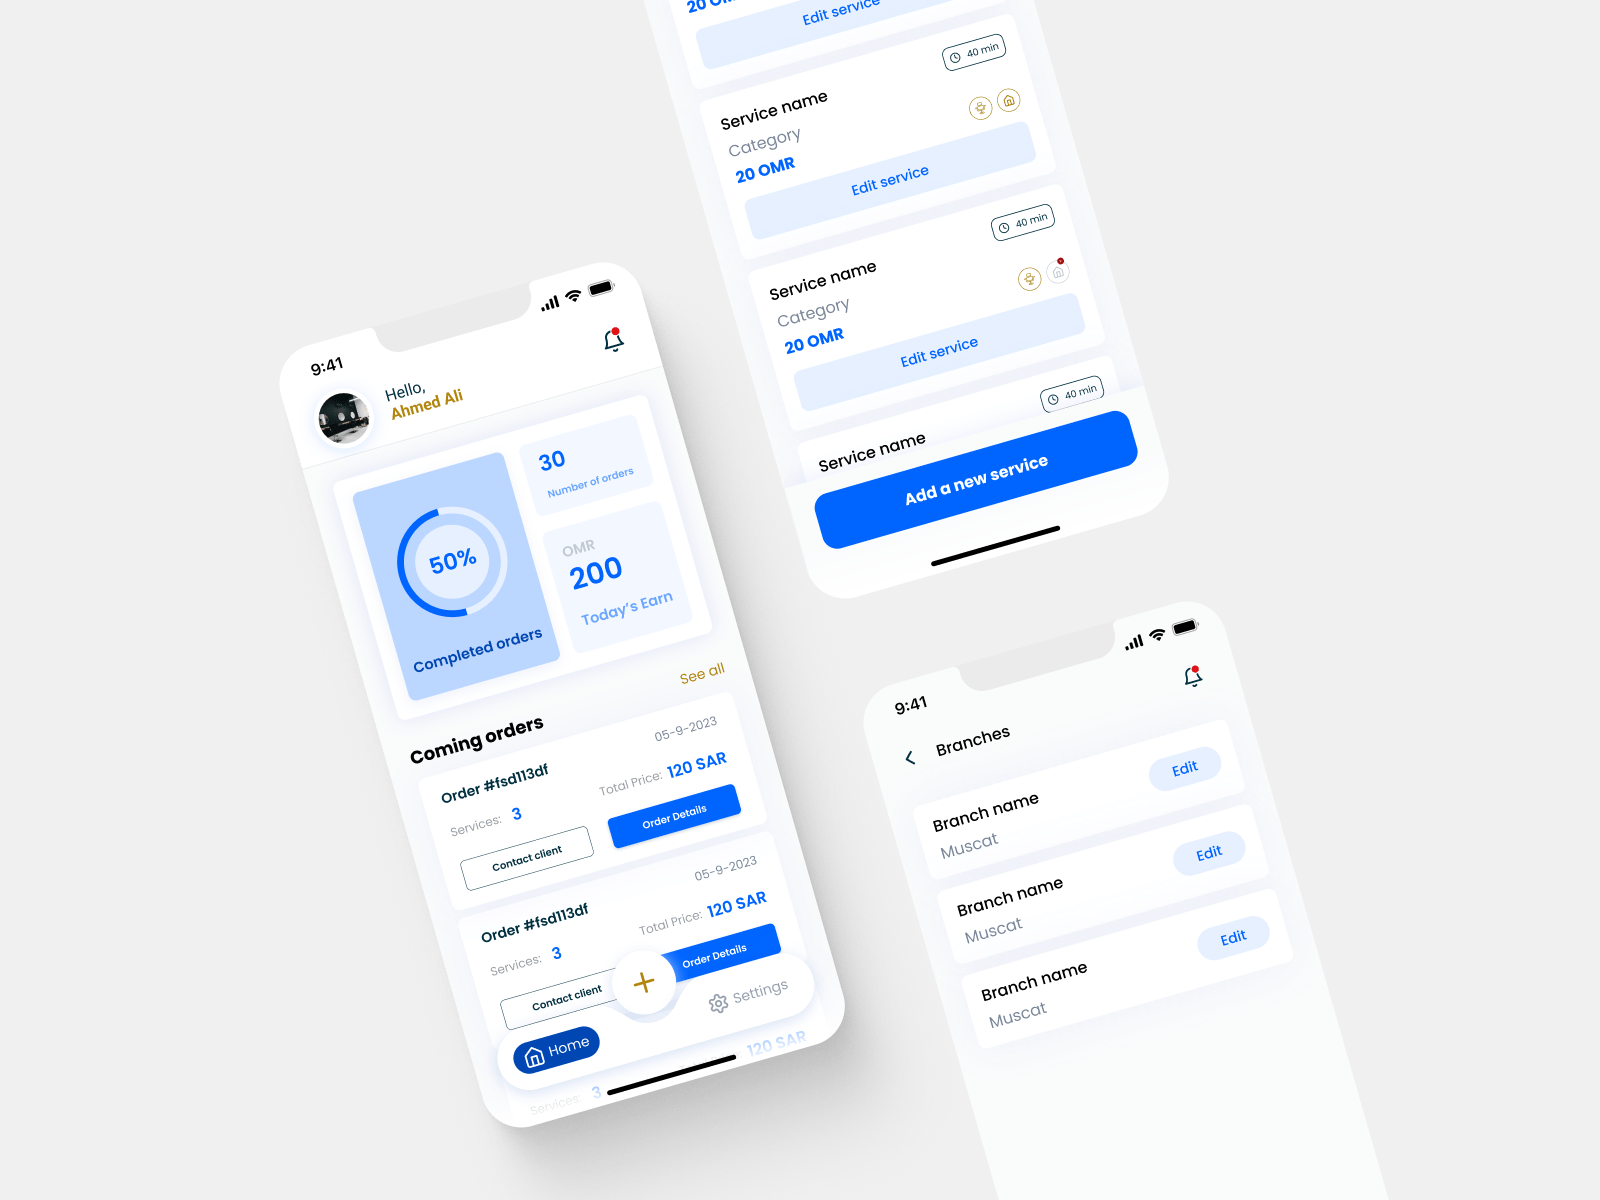 9:41
Hello,
Ahmed Ali
50%
Completed orders
30
Number of orders
OMR
200
Today's Earn
See all
Coming orders
05-9-2023
Order #fsd113df
Total Price: 120 SAR
Services: 3
Contact client
Order Details
05-9-2023
Order #fsd113df
Total Price: 120 SAR
Services: 3
Contact client
Order Details
Home
Settings
120 SAR
Services: 3
20 OMR
Edit service
40 min
Service name
Category
20 OMR
Edit service
40 min
Service name
Category
20 OMR
Edit service
40 min
Service name
Add a new service
9:41
Branches
Branch name
Muscat
Edit
Branch name
Muscat
Edit
Branch name
Muscat
Edit